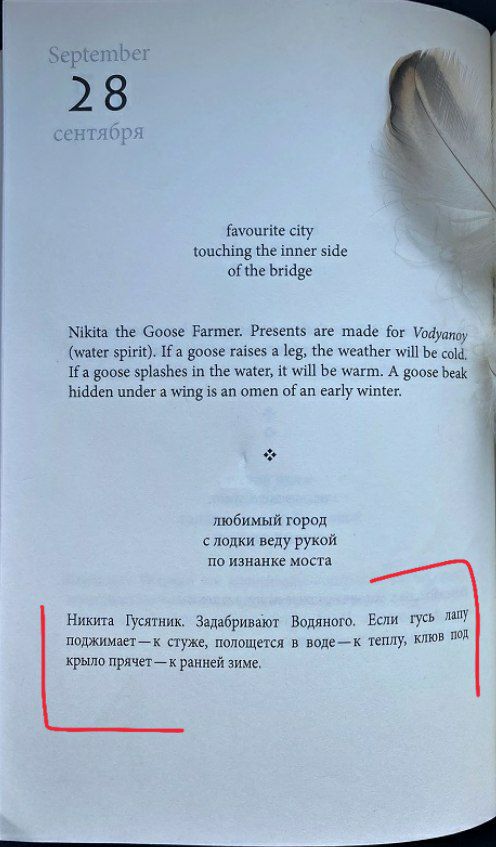 September
28
сентября
favourite city
touching the inner side
of the bridge
Nikita the Goose Farmer. Presents are made for Vodyanoy
(water spirit). If a goose raises a leg, the weather will be cold.
If a goose splashes in the water, it will be warm. A goose beak
hidden under a wing is an omen of an early winter.
любимый город
с лодки веду рукой
по изнанке моста
Никита Гусятник. Задабривают Водяного. Если гусь лапу
поджимает — к стуже, полощется в воде — к теплу, клюв под
крыло прячет — к ранней зиме.